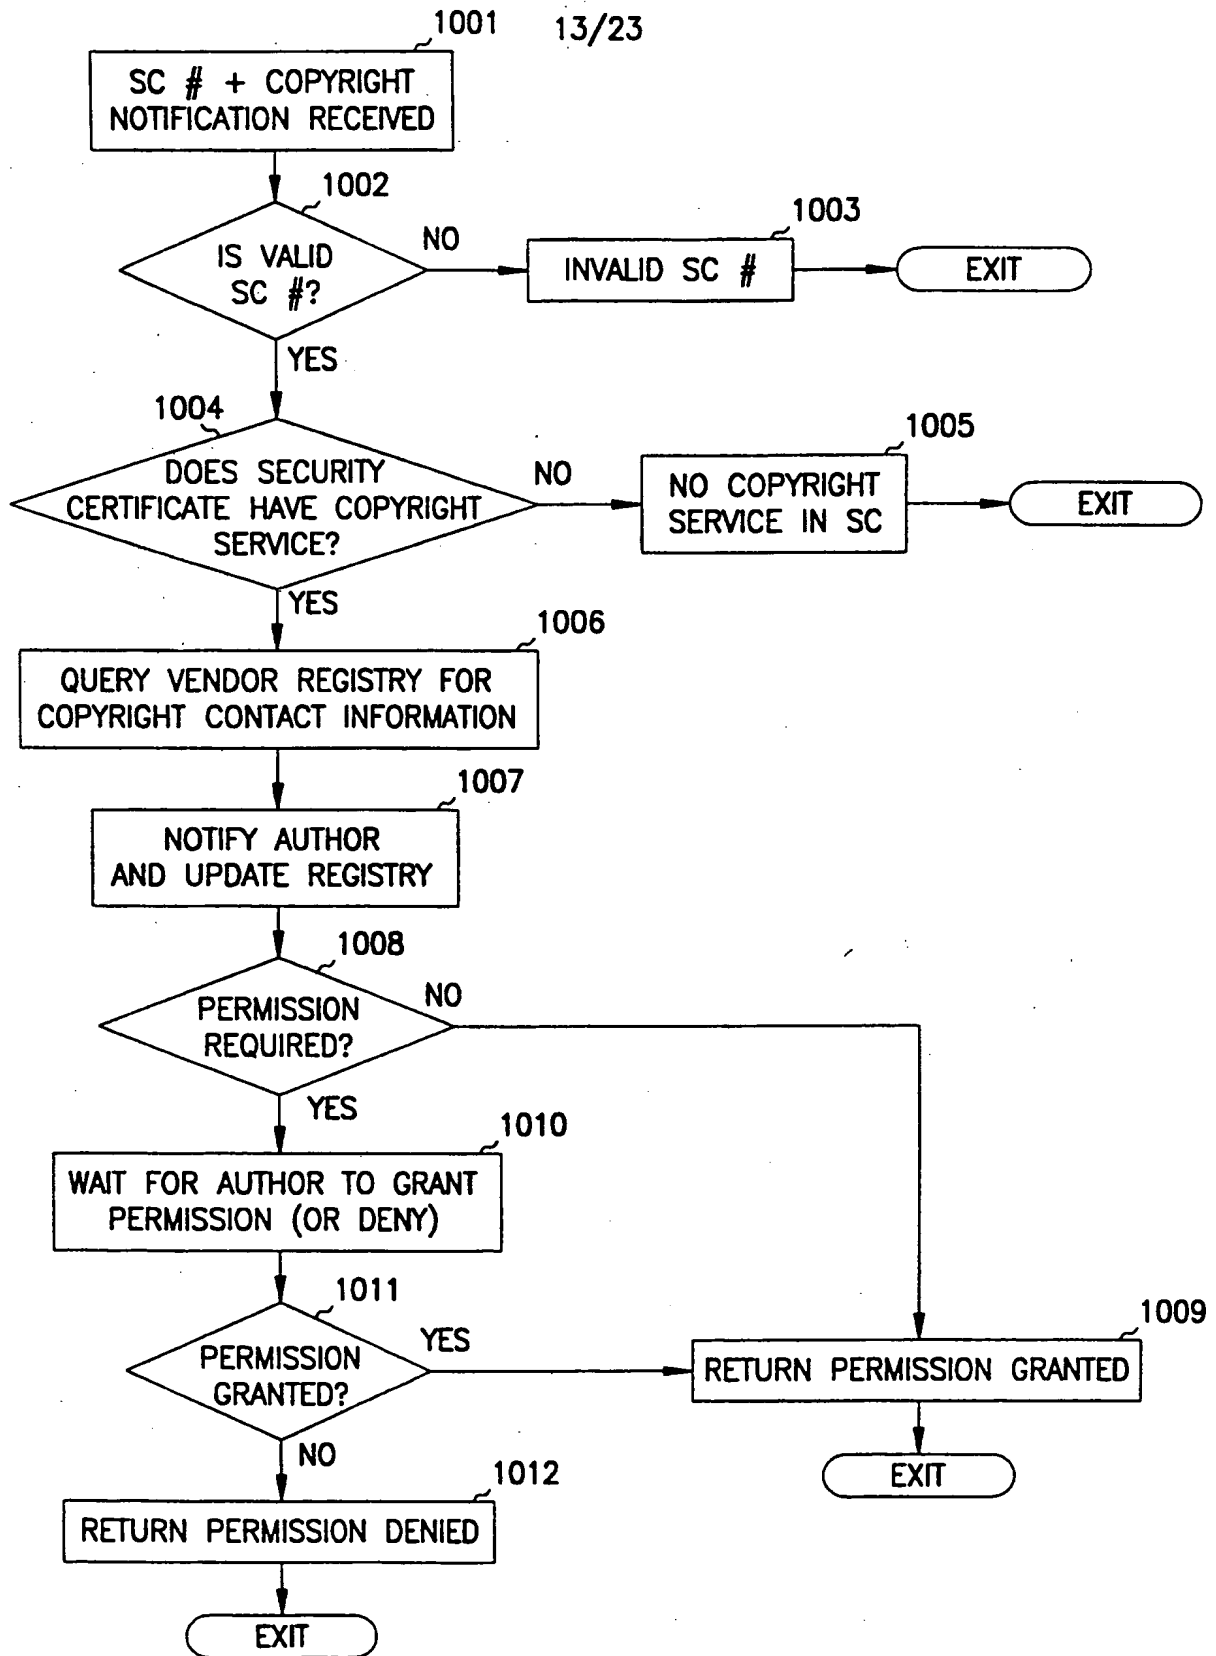 1001
13/23
SC # + COPYRIGHT
NOTIFICATION RECEIVED
1002
IS VALID
SC #?
NO
1003
INVALID SC #
EXIT
YES
1004
DOES SECURITY
CERTIFICATE HAVE COPYRIGHT
SERVICE?
NO
1005
NO COPYRIGHT
SERVICE IN SC
EXIT
YES
1006
QUERY VENDOR REGISTRY FOR
COPYRIGHT CONTACT INFORMATION
1007
NOTIFY AUTHOR
AND UPDATE REGISTRY
1008
PERMISSION
REQUIRED?
NO
YES
1010
WAIT FOR AUTHOR TO GRANT
PERMISSION (OR DENY)
1011
PERMISSION
GRANTED?
YES
1009
RETURN PERMISSION GRANTED
EXIT
NO
1012
RETURN PERMISSION DENIED
EXIT